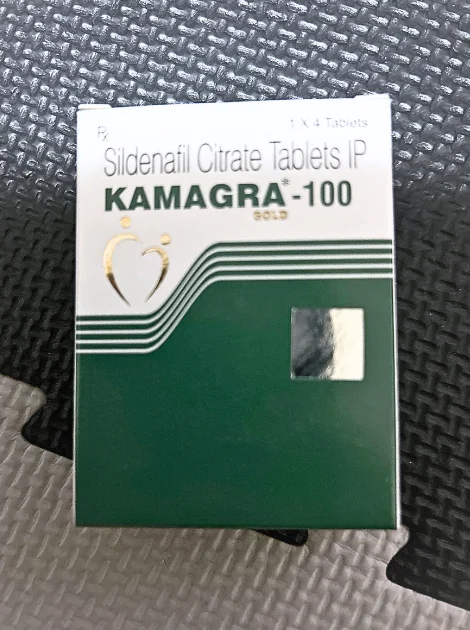 Rx
1 X 4 Tablets
Sildenafil Citrate Tablets IP
KAMAGRA*-100
GOLD